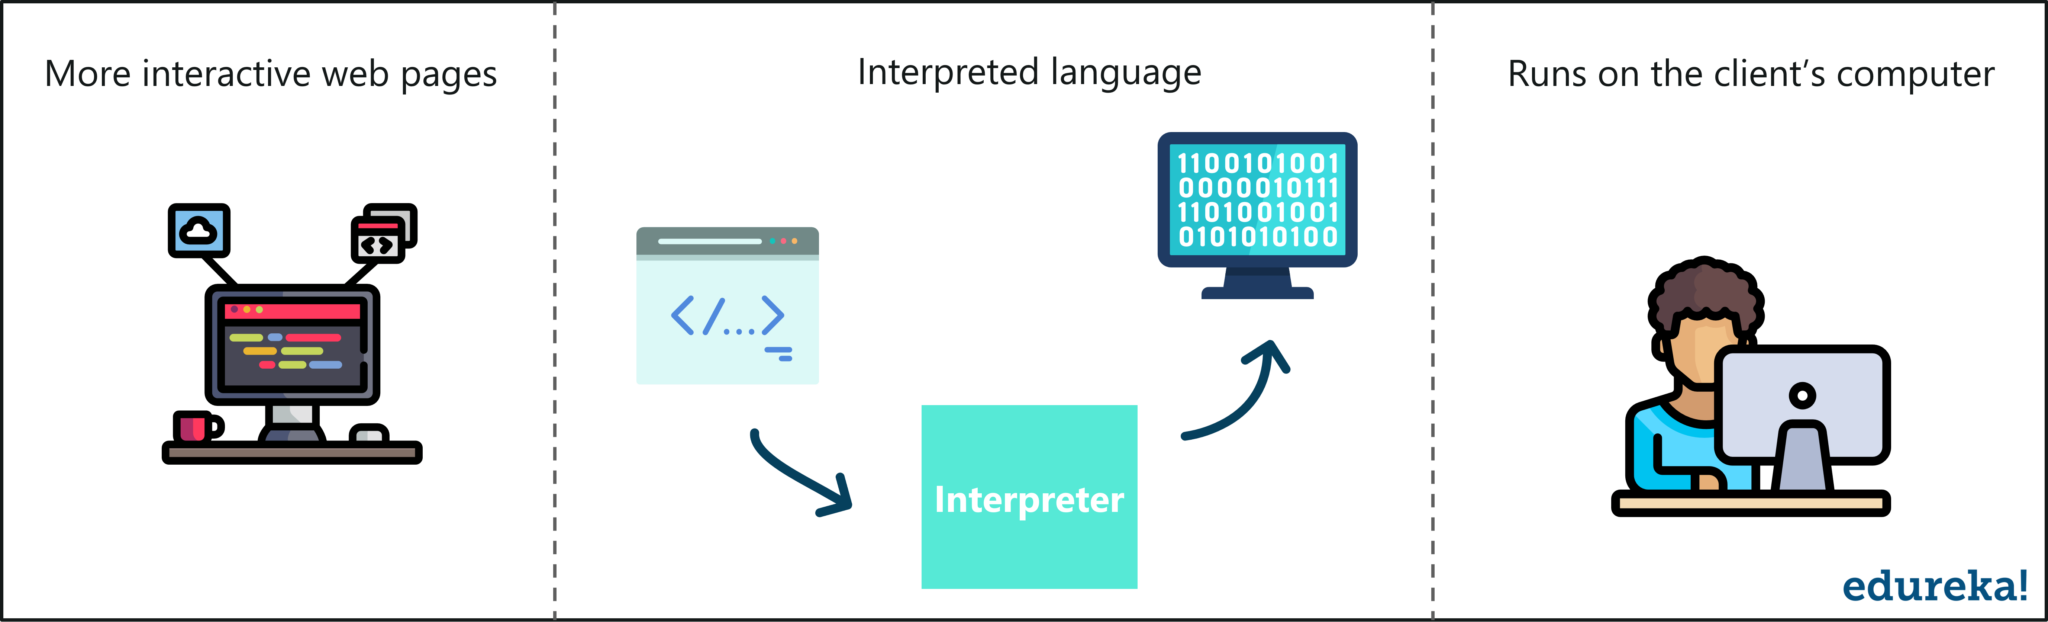 More interactive web pages
Interpreted language
Runs on the client's computer
1100101001
0000010111
1101001001
0101010100
</...>
Interpreter
< >
edureka!